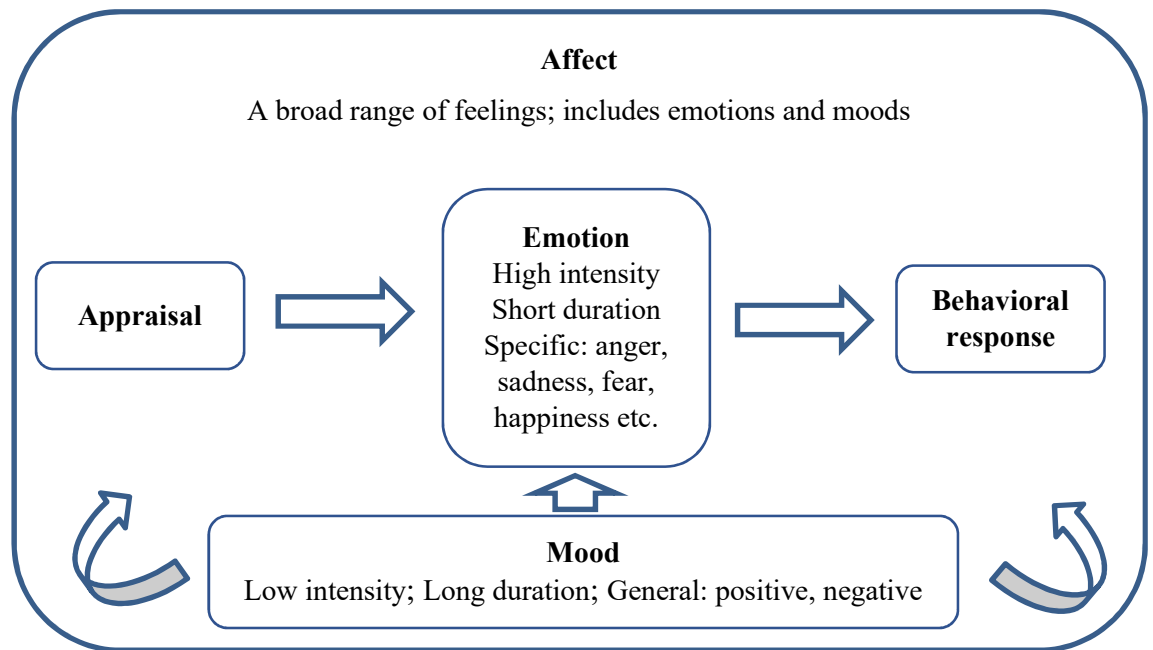 Affect
A broad range of feelings; includes emotions and moods
Appraisal
Emotion
High intensity
Short duration
Specific: anger,
sadness, fear,
happiness etc.
Behavioral
response
Mood
Low intensity; Long duration; General: positive, negative